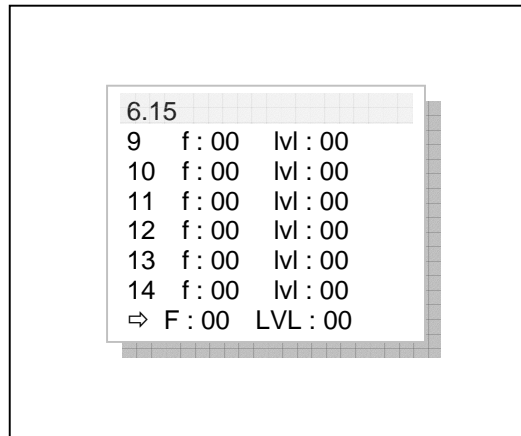 6.15
9 f : 00 lvl : 00
10 f : 00 lvl : 00
11 f : 00 lvl : 00
12 f : 00 lvl : 00
13 f : 00 lvl : 00
14 f : 00 lvl : 00
⇨ F : 00 LVL : 00